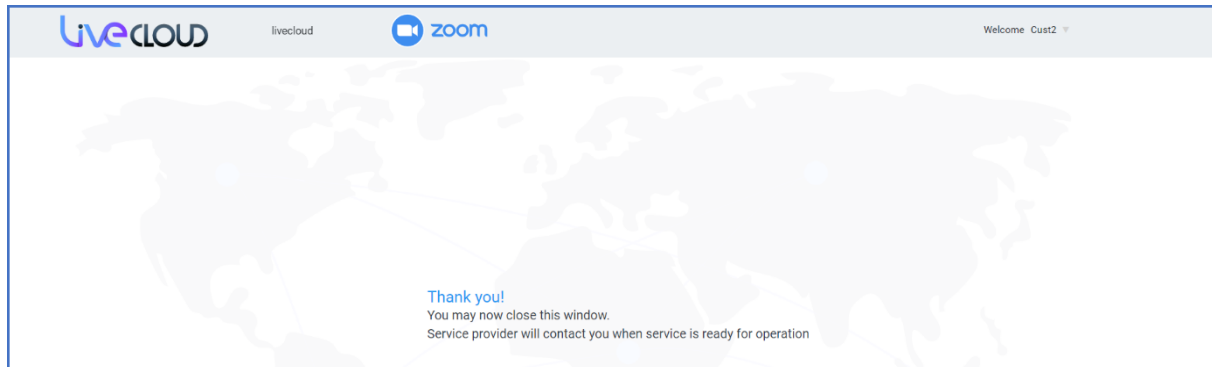 LiveCLOUD livecloud zoom Welcome Cust2
Thank you!
You may now close this window.
Service provider will contact you when service is ready for operation